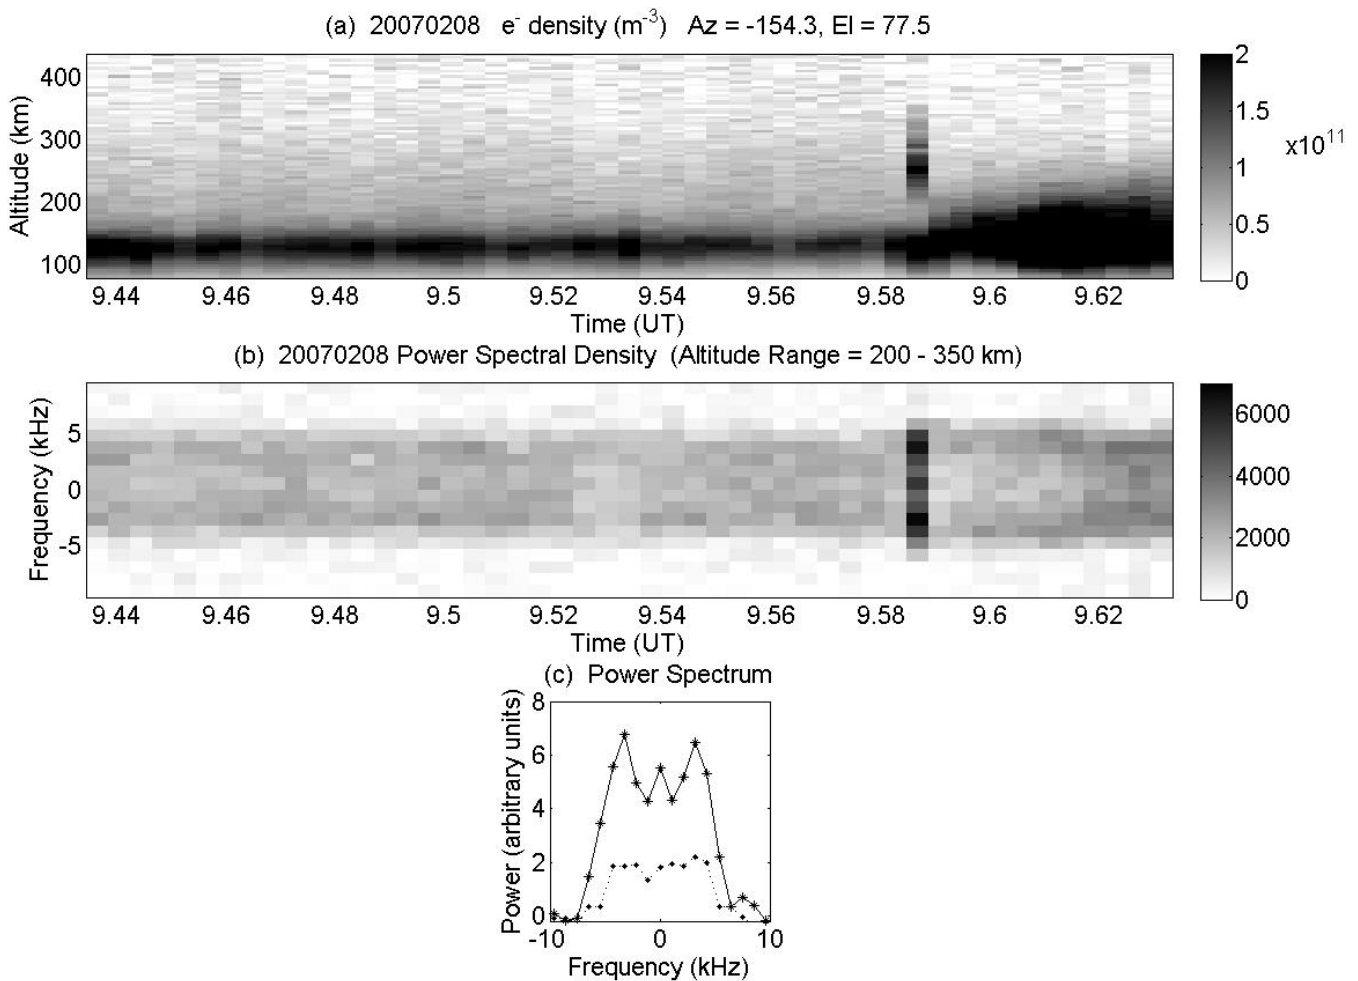 (a) 20070208 e⁻ density (m⁻³) Az = -154.3, El = 77.5
Altitude (km)
400
300
200
100
9.44 9.46 9.48 9.5 9.52 9.54 9.56 9.58 9.6 9.62
Time (UT)
2
1.5
1
0.5
0
x10¹¹
(b) 20070208 Power Spectral Density (Altitude Range = 200 - 350 km)
Frequency (kHz)
5
0
-5
9.44 9.46 9.48 9.5 9.52 9.54 9.56 9.58 9.6 9.62
Time (UT)
6000
4000
2000
0
(c) Power Spectrum
Power (arbitrary units)
8
6
4
2
0
-10 0 10
Frequency (kHz)